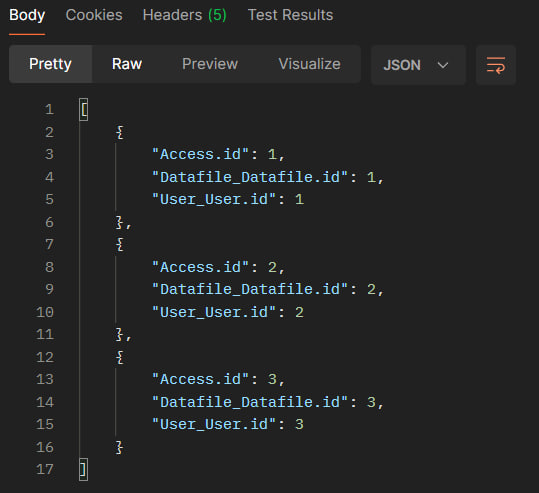 Body Cookies Headers (5) Test Results
Pretty Raw Preview Visualize JSON
1 [
2 {
3 "Access.id": 1,
4 "Datafile_Datafile.id": 1,
5 "User_User.id": 1
6 },
7 {
8 "Access.id": 2,
9 "Datafile_Datafile.id": 2,
10 "User_User.id": 2
11 },
12 {
13 "Access.id": 3,
14 "Datafile_Datafile.id": 3,
15 "User_User.id": 3
16 }
17 ]